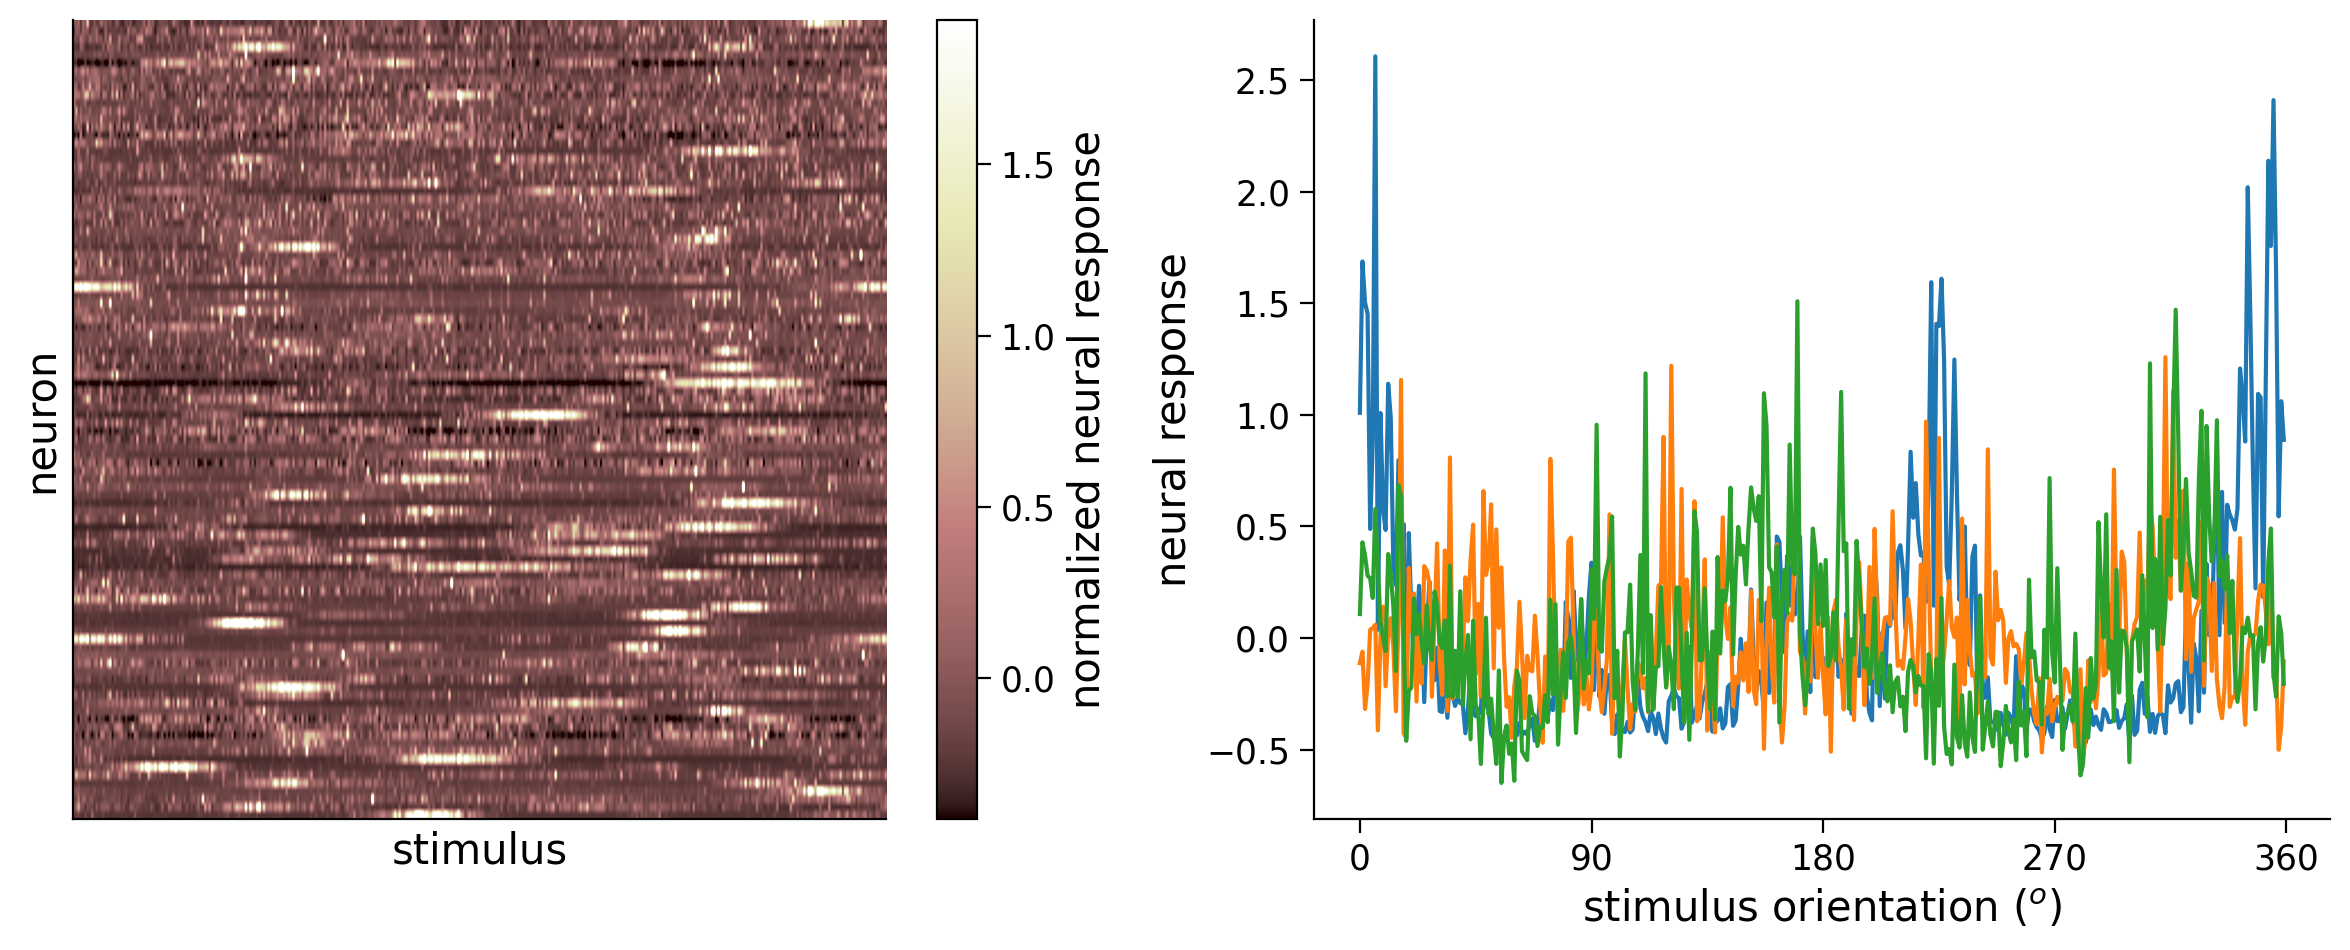 neuron
stimulus
1.5
1.0
0.5
0.0
normalized neural response
neural response
2.5
2.0
1.5
1.0
0.5
0.0
−0.5
0 90 180 270 360
stimulus orientation (o)